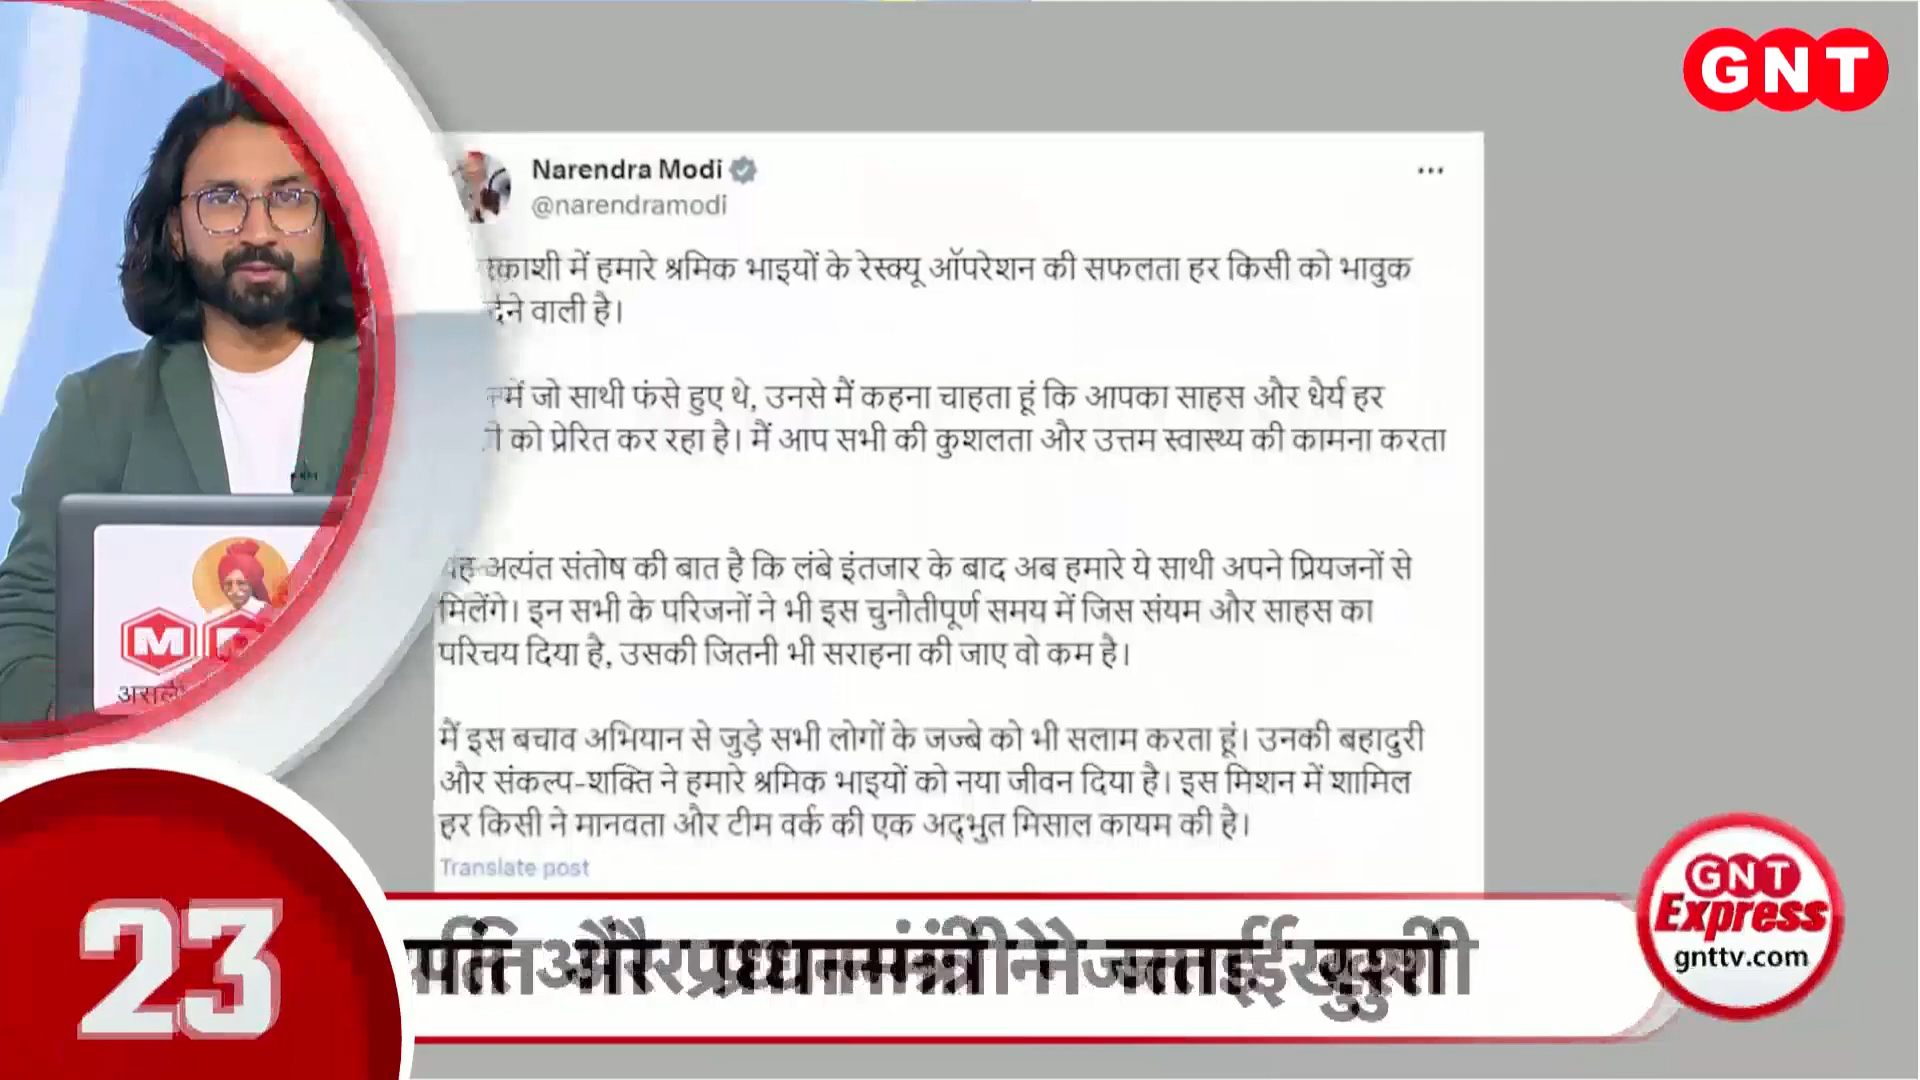 GNT
Narendra Modi
@narendramodi
में हमारे श्रमिक भाइयों के रेस्क्यू ऑपरेशन की सफलता हर किसी को भावुक
वाली है।
में जो साथी फंसे हुए थे, उनसे मैं कहना चाहता हूं कि आपका साहस और धैर्य हर
को प्रेरित कर रहा है। मैं आप सभी की कुशलता और उत्तम स्वास्थ्य की कामना करता
अत्यंत संतोष की बात है कि लंबे इंतजार के बाद अब हमारे ये साथी अपने प्रियजनों से
मिलेंगे। इन सभी के परिजनों ने भी इस चुनौतीपूर्ण समय में जिस संयम और साहस का
परिचय दिया है, उसकी जितनी भी सराहना की जाए वो कम है।
मैं इस बचाव अभियान से जुड़े सभी लोगों के जज्बे को भी सलाम करता हूं। उनकी बहादुरी
और संकल्प-शक्ति ने हमारे श्रमिक भाइयों को नया जीवन दिया है। इस मिशन में शामिल
हर किसी ने मानवता और टीम वर्क की एक अद्भुत मिसाल कायम की है।
Translate post
23
और प्रधानमंत्री ने जताई खुशी
GNT
Express
gnttv.com